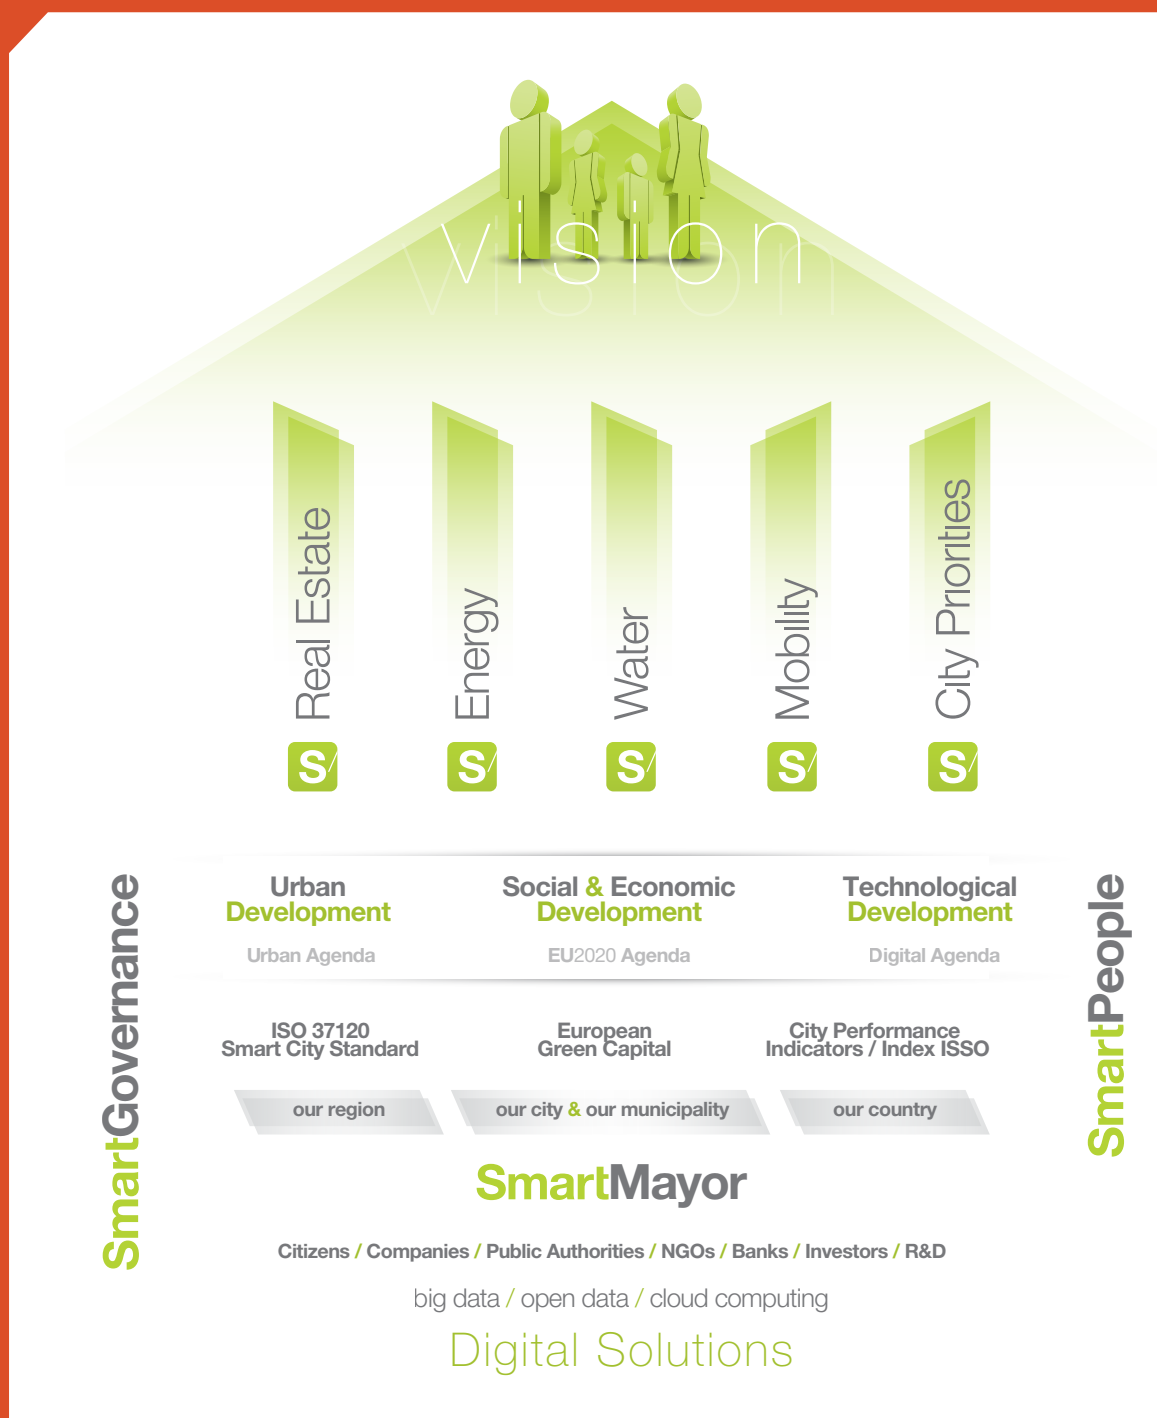 vision
Real Estate
Energy
Water
Mobility
City Priorities
S/
S/
S/
S/
S/
SmartGovernance
SmartPeople
Urban
Development
Urban Agenda
Social & Economic
Development
EU2020 Agenda
Technological
Development
Digital Agenda
ISO 37120
Smart City Standard
European
Green Capital
City Performance
Indicators / Index ISSO
our region
our city & our municipality
our country
SmartMayor
Citizens / Companies / Public Authorities / NGOs / Banks / Investors / R&D
big data / open data / cloud computing
Digital Solutions